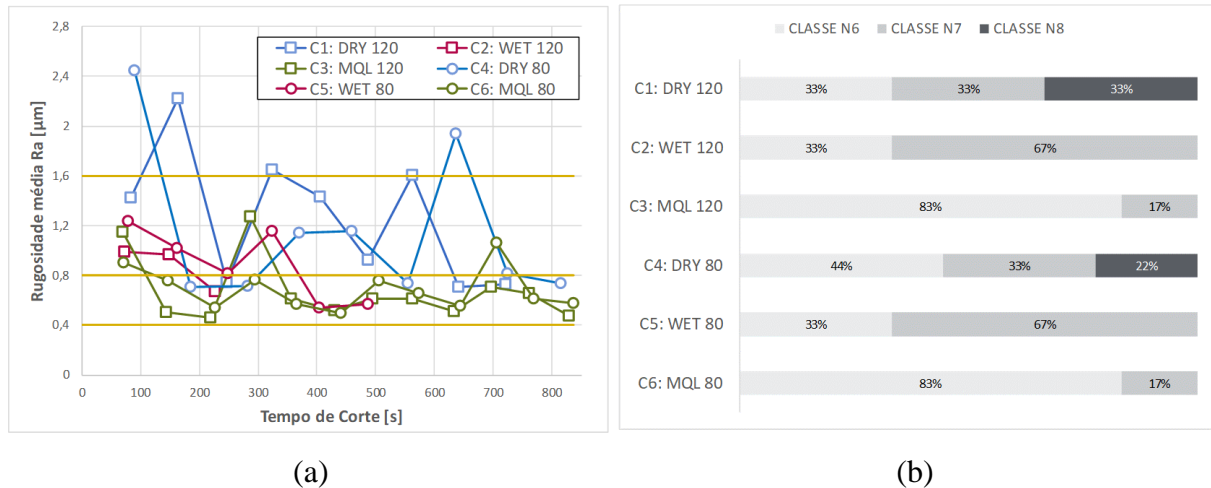 2,8
2,4
2
1,6
1,2
0,8
0,4
0
Rugosidade média Ra [µm]
C1: DRY 120 C2: WET 120
C3: MQL 120 C4: DRY 80
C5: WET 80 C6: MQL 80
0 100 200 300 400 500 600 700 800
Tempo de Corte [s]
(a)
CLASSE N6 CLASSE N7 CLASSE N8
C1: DRY 120 33% 33% 33%
C2: WET 120 33% 67%
C3: MQL 120 83% 17%
C4: DRY 80 44% 33% 22%
C5: WET 80 33% 67%
C6: MQL 80 83% 17%
(b)